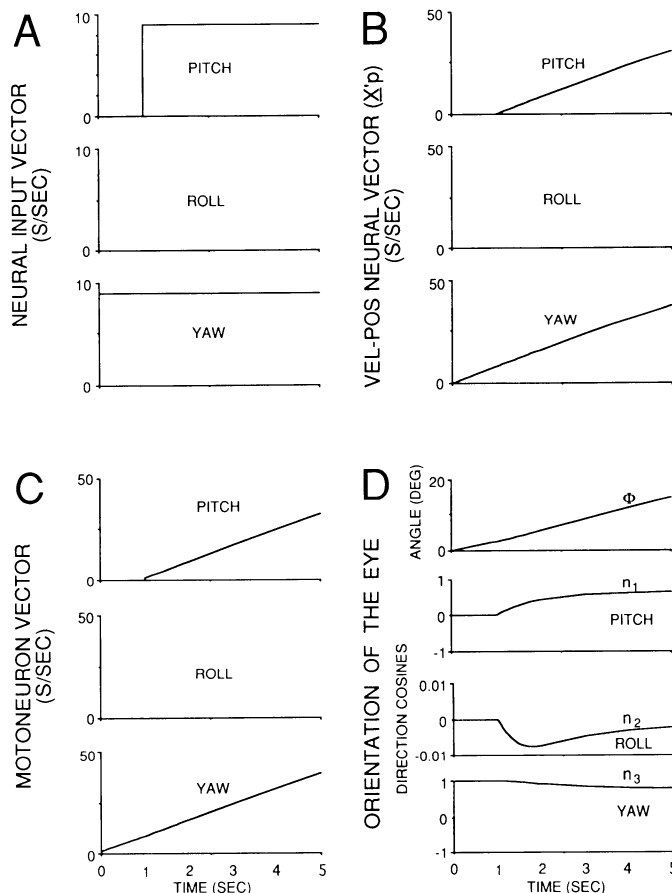 A
NEURAL INPUT VECTOR
(S/SEC)
10
0
PITCH
10
0
ROLL
10
0
YAW
B
VEL-POS NEURAL VECTOR (X'p)
(S/SEC)
50
0
PITCH
50
0
ROLL
50
0
YAW
C
MOTONEURON VECTOR
(S/SEC)
50
0
PITCH
50
0
ROLL
50
0
YAW
0 1 2 3 4 5
TIME (SEC)
D
ORIENTATION OF THE EYE
ANGLE (DEG)
20
0
Φ
DIRECTION COSINES
1
0
-1
n1
PITCH
0.01
0
-0.01
n2
ROLL
1
0
-1
n3
YAW
0 1 2 3 4 5
TIME (SEC)